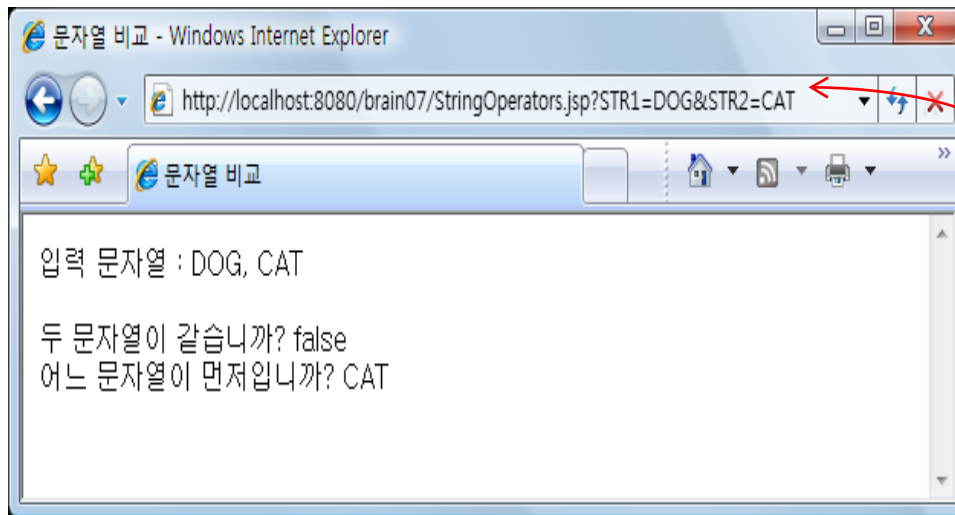 문자열 비교 - Windows Internet Explorer
http://localhost:8080/brain07/StringOperators.jsp?STR1=DOG&STR2=CAT
문자열 비교
입력 문자열 : DOG, CAT
두 문자열이 같습니까? false
어느 문자열이 먼저입니까? CAT